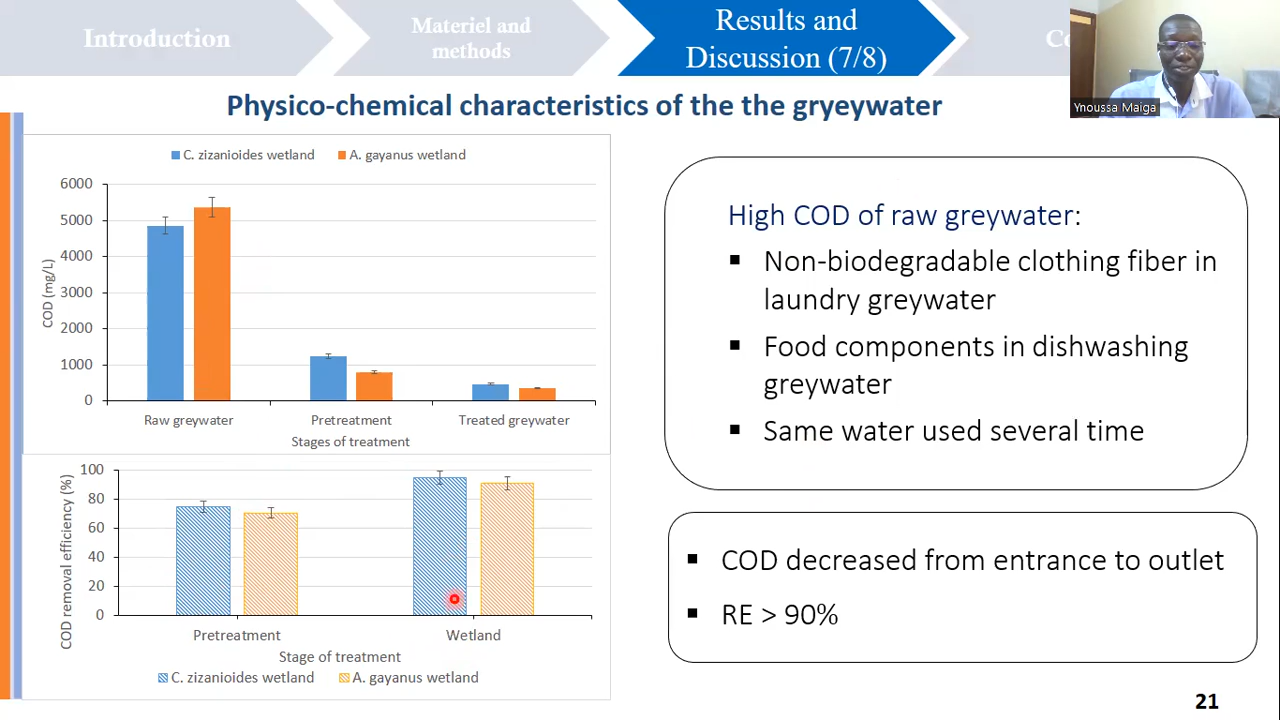 Introduction
Materiel and
methods
Results and
Discussion (7/8)
Co
Ynoussa Maiga
Physico-chemical characteristics of the the gryeywater
C. zizanioides wetland
A. gayanus wetland
6000
5000
4000
3000
2000
1000
0
COD (mg/L)
Raw greywater
Pretreatment
Treated greywater
Stages of treatment
100
80
60
40
20
0
COD removal efficiency (%)
Pretreatment
Wetland
Stage of treatment
C. zizanioides wetland
A. gayanus wetland
High COD of raw greywater:
Non-biodegradable clothing fiber in
laundry greywater
Food components in dishwashing
greywater
Same water used several time
COD decreased from entrance to outlet
RE > 90%
21